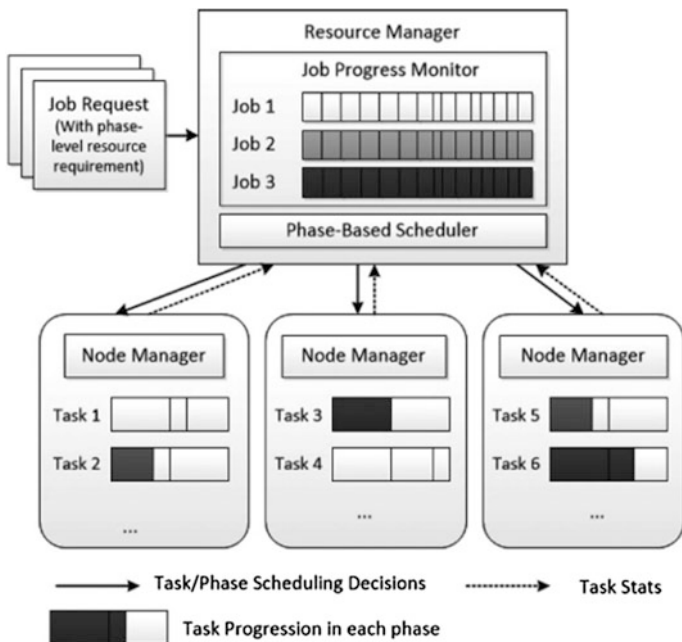 Resource Manager
Job Progress Monitor
Job Request
(With phase-
level resource
requirement)
Job 1
Job 2
Job 3
Phase-Based Scheduler
Node Manager
Task 1
Task 2
...
Node Manager
Task 3
Task 4
...
Node Manager
Task 5
Task 6
...
Task/Phase Scheduling Decisions
Task Stats
Task Progression in each phase